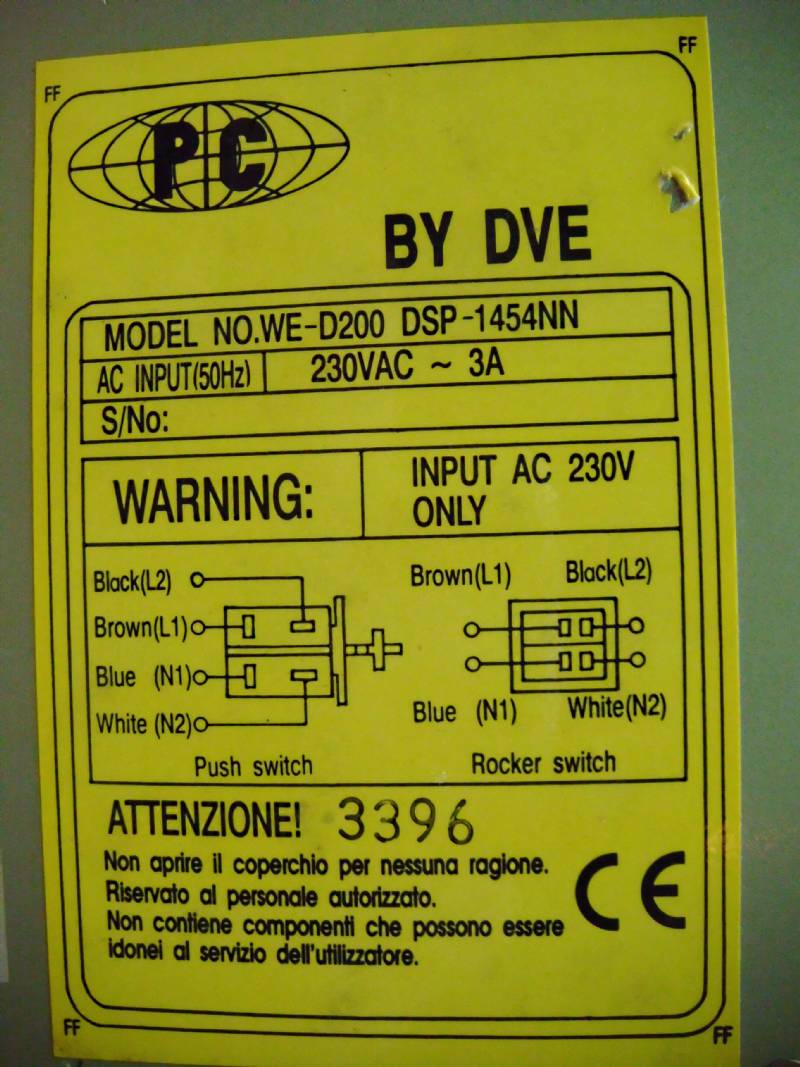 FF FF
PC
BY DVE
MODEL NO.WE-D200 DSP-1454NN
AC INPUT(50Hz) 230VAC ~ 3A
S/No:
WARNING: INPUT AC 230V
ONLY
Black(L2)
Brown(L1)
Blue (N1)
White (N2)
Push switch
Brown(L1) Black(L2)
Blue (N1) White(N2)
Rocker switch
ATTENZIONE! 3396
Non aprire il coperchio per nessuna ragione.
Riservato al personale autorizzato.
Non contiene componenti che possono essere
idonei al servizio dell'utilizzatore.
CE
FF FF